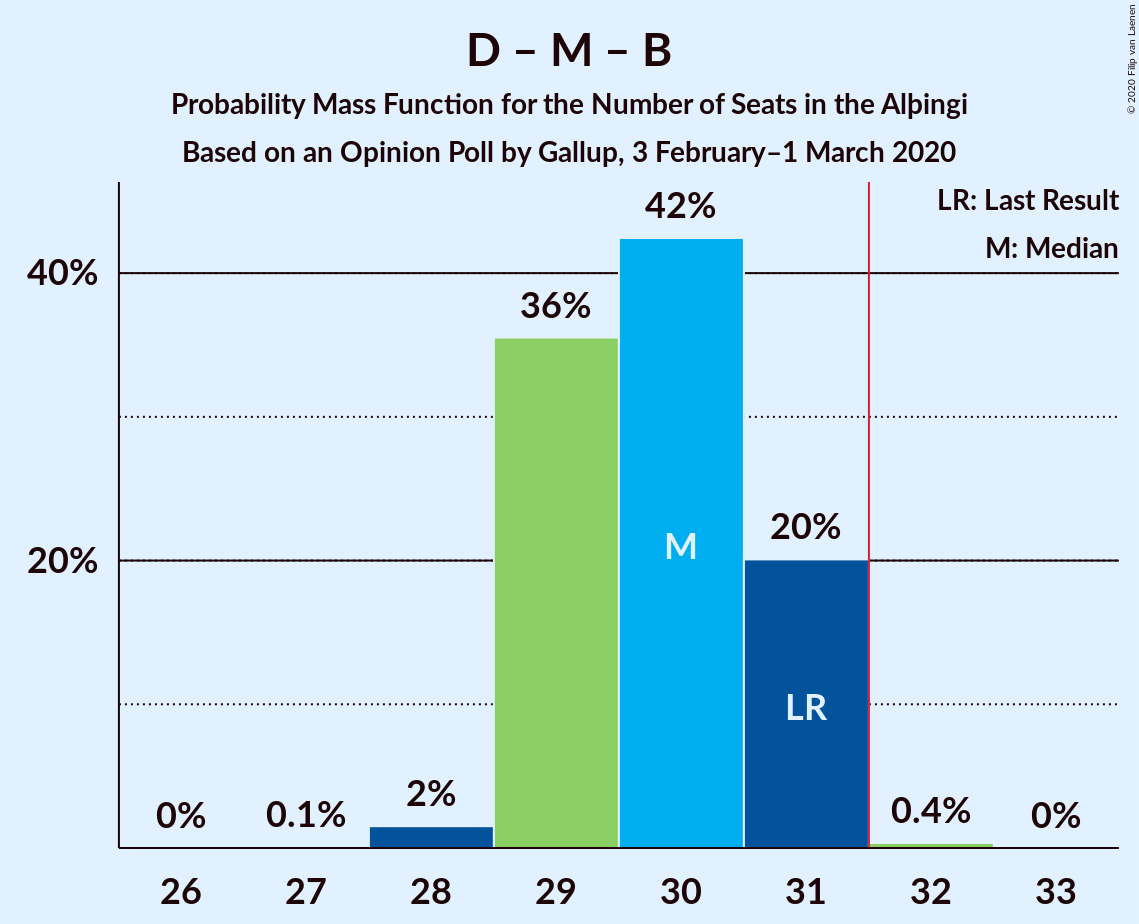 D – M – B
Probability Mass Function for the Number of Seats in the Alþingi
Based on an Opinion Poll by Gallup, 3 February–1 March 2020
© 2020 Filip van Laenen
LR: Last Result
M: Median
40%
20%
0%
0.1%
2%
36%
42%
20%
0.4%
0%
M
LR
26 27 28 29 30 31 32 33